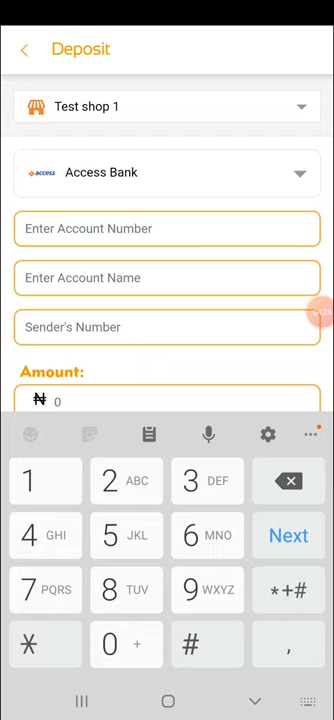 Deposit
Test shop 1
access Access Bank
Enter Account Number
Enter Account Name
Sender's Number
Amount:
₦ 0
1 2 ABC 3 DEF
4 GHI 5 JKL 6 MNO Next
7 PQRS 8 TUV 9 WXYZ *+#
* 0 + # ,